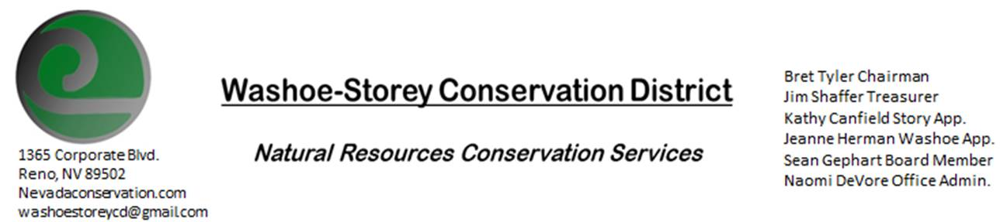 Washoe-Storey Conservation District
Natural Resources Conservation Services
1365 Corporate Blvd.
Reno, NV 89502
Nevadaconservation.com
washoestoreycd@gmail.com
Bret Tyler Chairman
Jim Shaffer Treasurer
Kathy Canfield Story App.
Jeanne Herman Washoe App.
Sean Gephart Board Member
Naomi DeVore Office Admin.